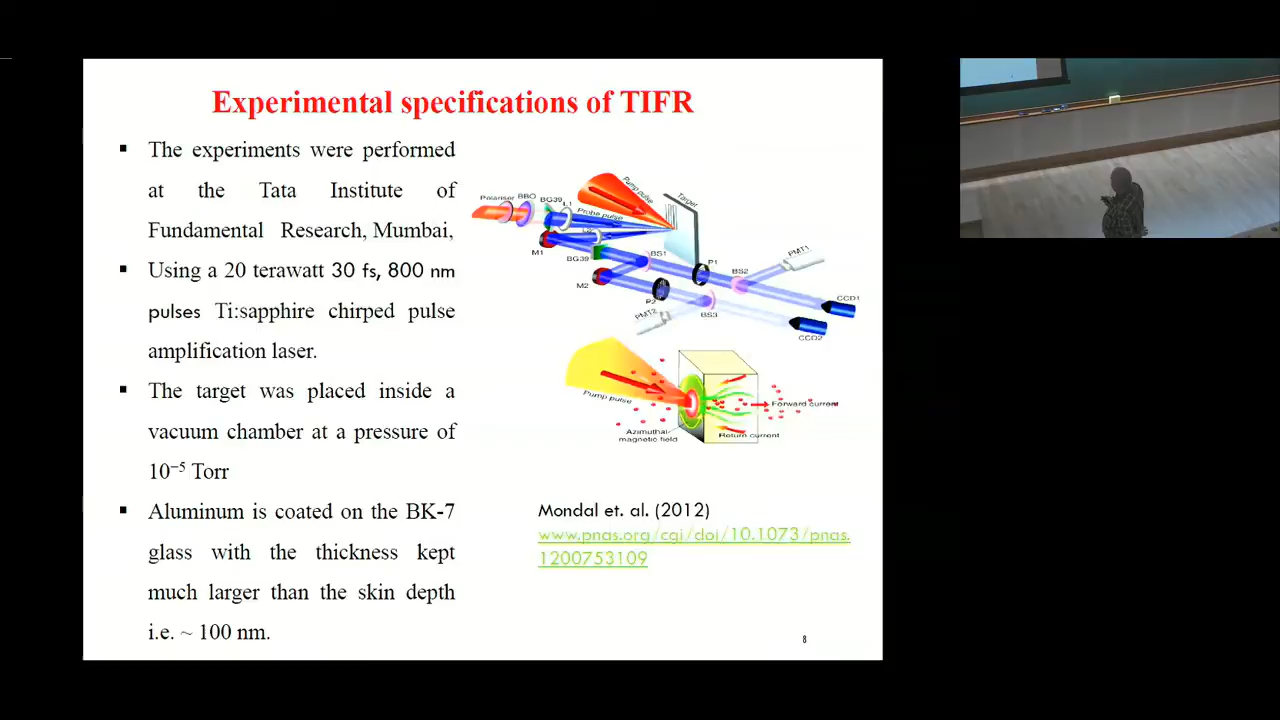 Experimental specifications of TIFR
▪ The experiments were performed
at the Tata Institute of
Fundamental Research, Mumbai,
▪ Using a 20 terawatt 30 fs, 800 nm
pulses Ti:sapphire chirped pulse
amplification laser.
▪ The target was placed inside a
vacuum chamber at a pressure of
10⁻⁵ Torr
▪ Aluminum is coated on the BK-7
glass with the thickness kept
much larger than the skin depth
i.e. ~ 100 nm.
Polariser
BBO
BG39
L1
Pump pulse
Target
Probe pulse
M1
BG39
BS1
P1
BS2
PMT1
M2
P2
BS3
PMT2
CCD1
CCD2
Pump pulse
Azimuthal
magnetic field
Forward current
Return current
Mondal et. al. (2012)
www.pnas.org/cgi/doi/10.1073/pnas.
1200753109
8